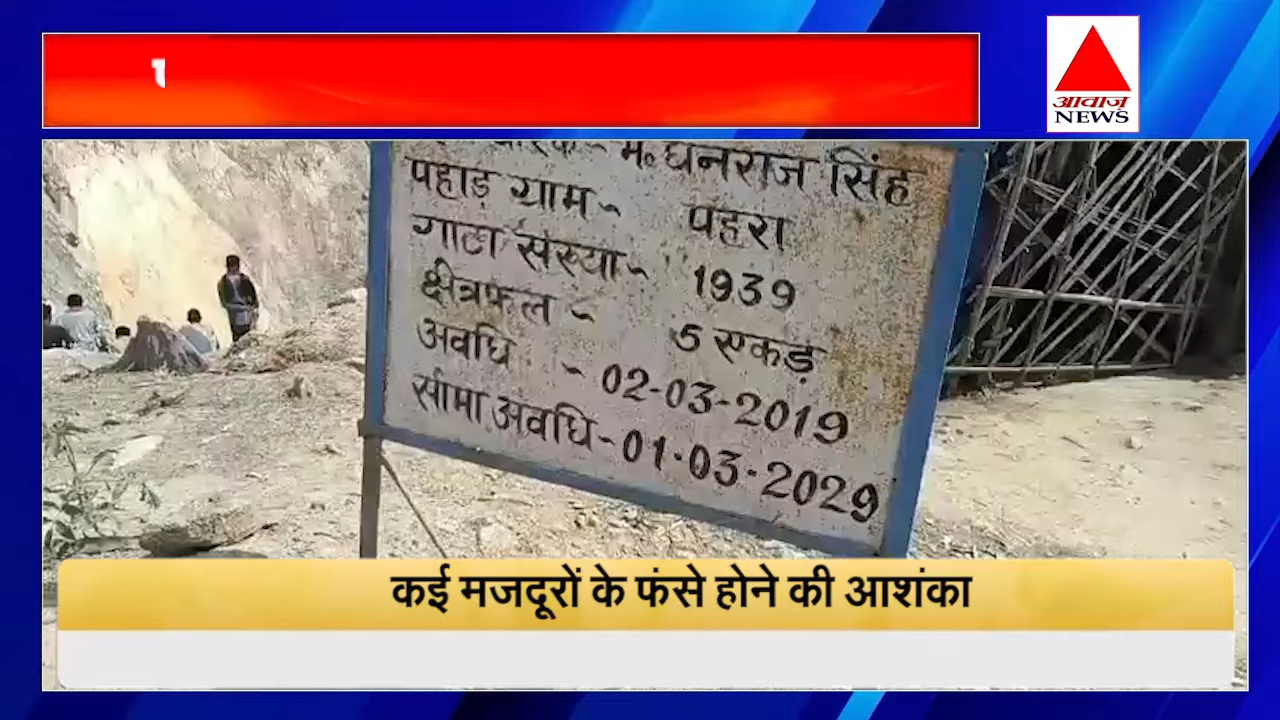 आवाज़
NEWS
म० धनराज सिंह
पहाड़ ग्राम ~ पहरा
गाटा संख्या ~ 1939
क्षेत्रफल ~ 5 एकड़
अवधि ~ 02-03-2019
सीमा अवधि - 01-03-2029
कई मजदूरों के फंसे होने की आशंका